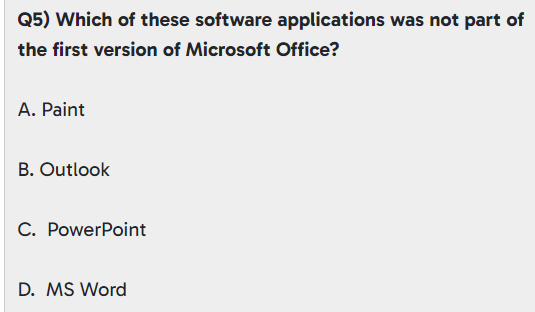 Q5) Which of these software applications was not part of
the first version of Microsoft Office?
A. Paint
B. Outlook
C. PowerPoint
D. MS Word